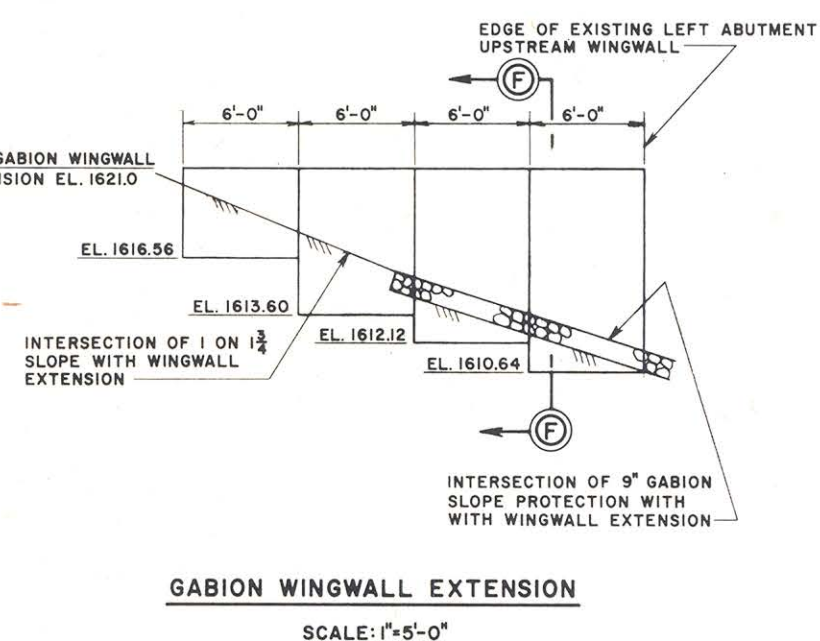 EDGE OF EXISTING LEFT ABUTMENT
UPSTREAM WINGWALL
F
6'-0"
6'-0"
6'-0"
6'-0"
GABION WINGWALL
SION EL. 1621.0
EL. 1616.56
EL. 1613.60
EL. 1612.12
EL. 1610.64
INTERSECTION OF 1 ON 1 3/4
SLOPE WITH WINGWALL
EXTENSION
F
INTERSECTION OF 9" GABION
SLOPE PROTECTION WITH
WITH WINGWALL EXTENSION
GABION WINGWALL EXTENSION
SCALE: 1"=5'-0"